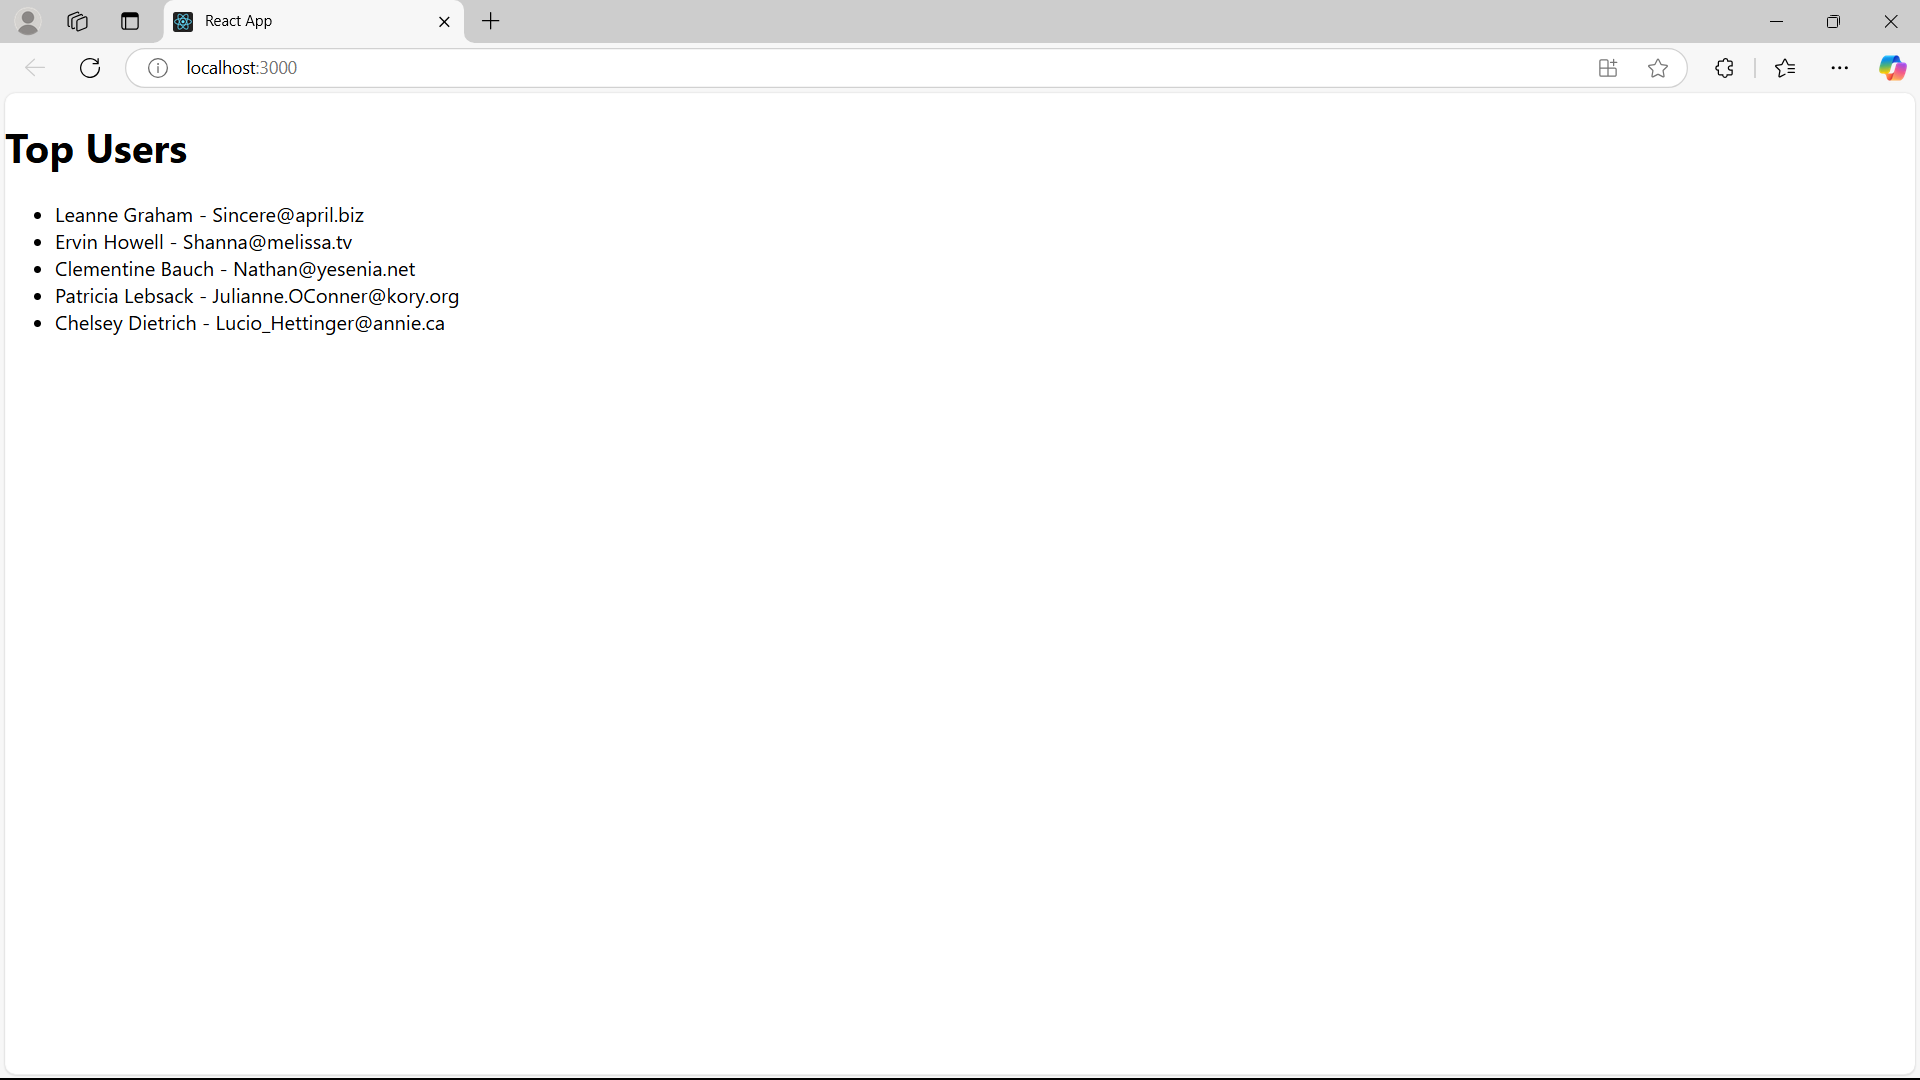 React App
localhost:3000
Top Users
Leanne Graham - Sincere@april.biz
Ervin Howell - Shanna@melissa.tv
Clementine Bauch - Nathan@yesenia.net
Patricia Lebsack - Julianne.OConner@kory.org
Chelsey Dietrich - Lucio_Hettinger@annie.ca